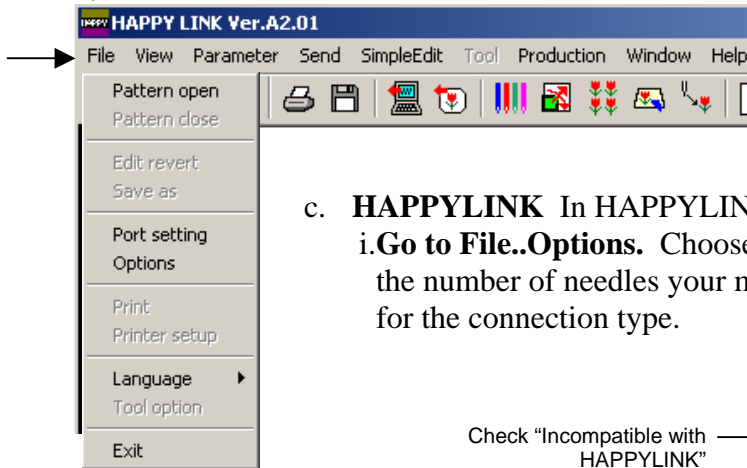 HAPPY HAPPY LINK Ver.A2.01
File View Parameter Send SimpleEdit Tool Production Window Help
Pattern open
Pattern close
Edit revert
Save as
Port setting
Options
Print
Printer setup
Language
Tool option
Exit
c. HAPPYLINK In HAPPYLIN
i.Go to File..Options. Choose
the number of needles your m
for the connection type.
Check “Incompatible with
HAPPYLINK”